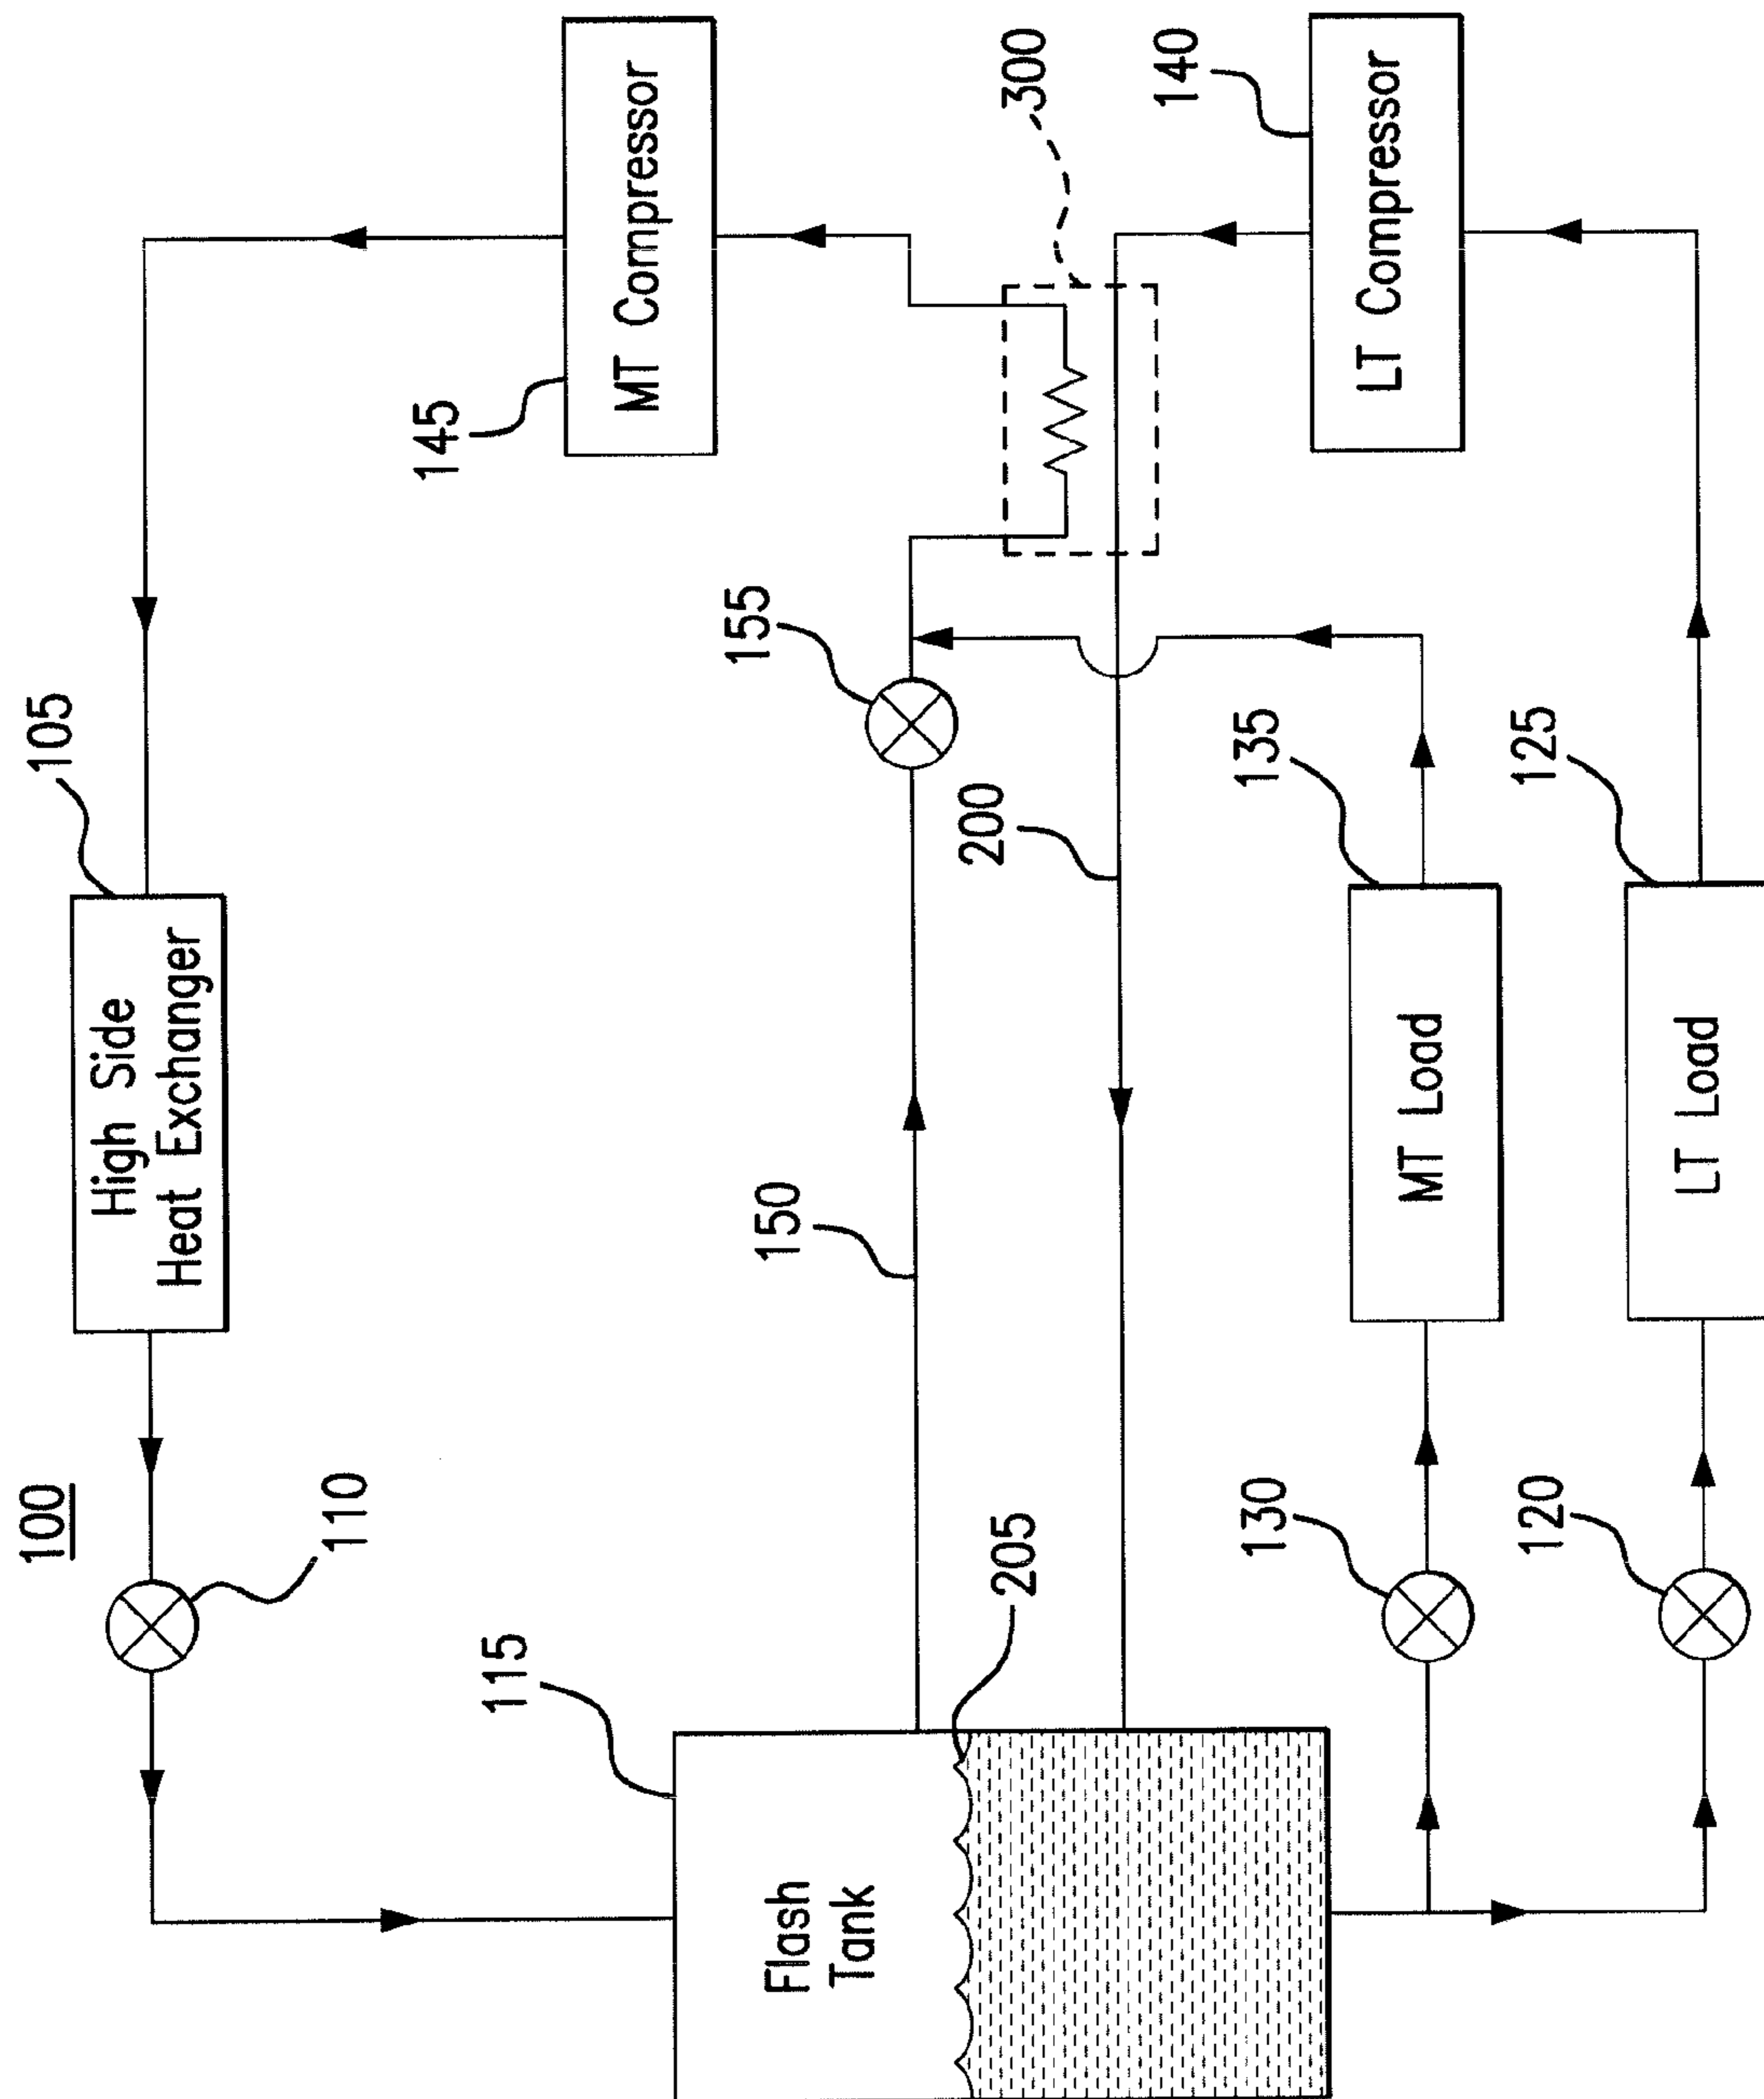 100
High Side
Heat Exchanger
105
110
MT Compressor
145
115
Flash
Tank
205
150
155
200
300
LT Compressor
140
130
MT Load
135
120
LT Load
125